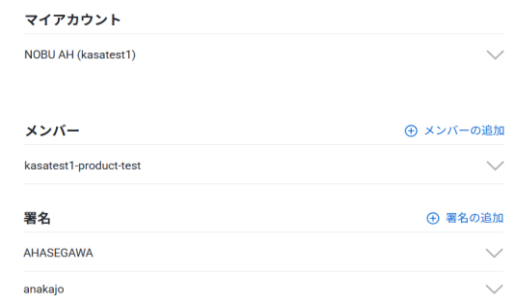 マイアカウント
NOBU AH (kasatest1)
メンバー
メンバーの追加
kasatest1-product-test
署名
署名の追加
AHASEGAWA
anakajo